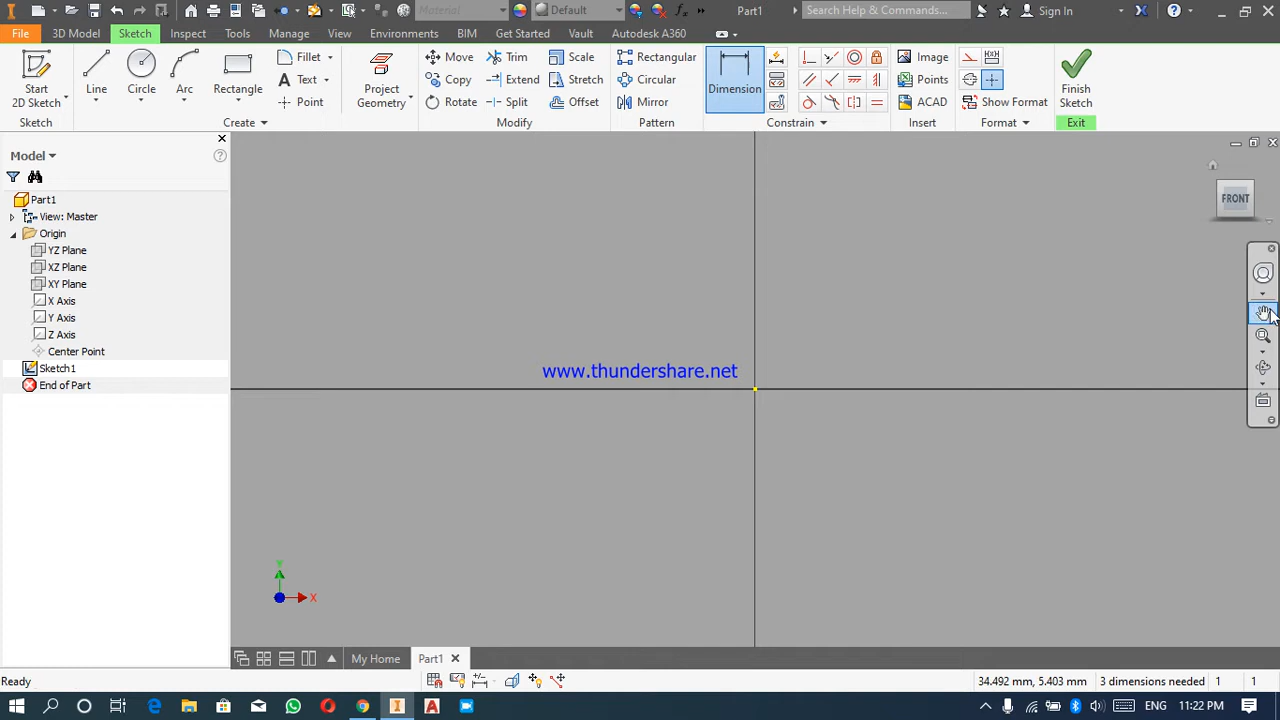 Material
Default
Part1
Search Help & Commands...
Sign In
File
3D Model
Sketch
Inspect
Tools
Manage
View
Environments
BIM
Get Started
Vault
Autodesk A360
Start
2D Sketch
Line
Circle
Arc
Rectangle
Fillet
Text
Point
Project
Geometry
Move
Copy
Rotate
Trim
Extend
Split
Scale
Stretch
Offset
Rectangular
Circular
Mirror
Dimension
Image
Points
ACAD
Show Format
Finish
Sketch
Sketch
Create
Modify
Pattern
Constrain
Insert
Format
Exit
Model
Part1
View: Master
Origin
YZ Plane
XZ Plane
XY Plane
X Axis
Y Axis
Z Axis
Center Point
Sketch1
End of Part
www.thundershare.net
FRONT
Y
X
My Home
Part1
Ready
34.492 mm, 5.403 mm
3 dimensions needed
1
1
ENG
11:22 PM